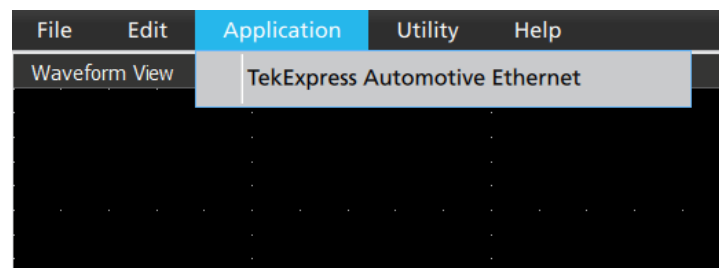 File Edit Application Utility Help
Waveform View
TekExpress Automotive Ethernet